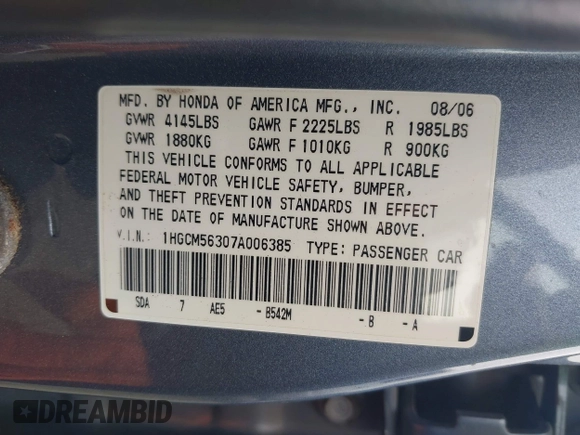 MFD. BY HONDA OF AMERICA MFG., INC. 08/06
GVWR 4145LBS GAWR F 2225LBS R 1985LBS
GVWR 1880KG GAWR F 1010KG R 900KG
THIS VEHICLE CONFORMS TO ALL APPLICABLE
FEDERAL MOTOR VEHICLE SAFETY, BUMPER,
AND THEFT PREVENTION STANDARDS IN EFFECT
ON THE DATE OF MANUFACTURE SHOWN ABOVE.
V.I.N.: 1HGCM56307A006385 TYPE: PASSENGER CAR
SDA 7 AE5 - B542M - B - A
DREAMBID